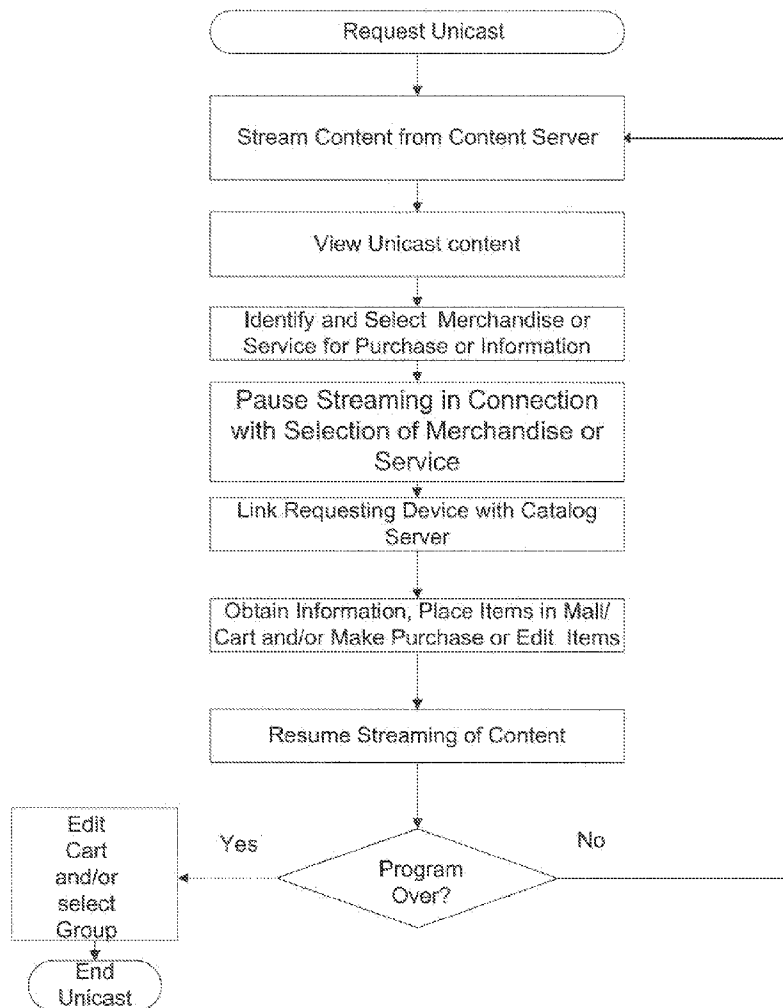 Request Unicast
Stream Content from Content Server
View Unicast content
Identify and Select Merchandise or
Service for Purchase or Information
Pause Streaming in Connection
with Selection of Merchandise or
Service
Link Requesting Device with Catalog
Server
Obtain Information, Place Items in Mall/
Cart and/or Make Purchase or Edit Items
Resume Streaming of Content
Program
Over?
Yes
No
Edit
Cart
and/or
select
Group
End
Unicast